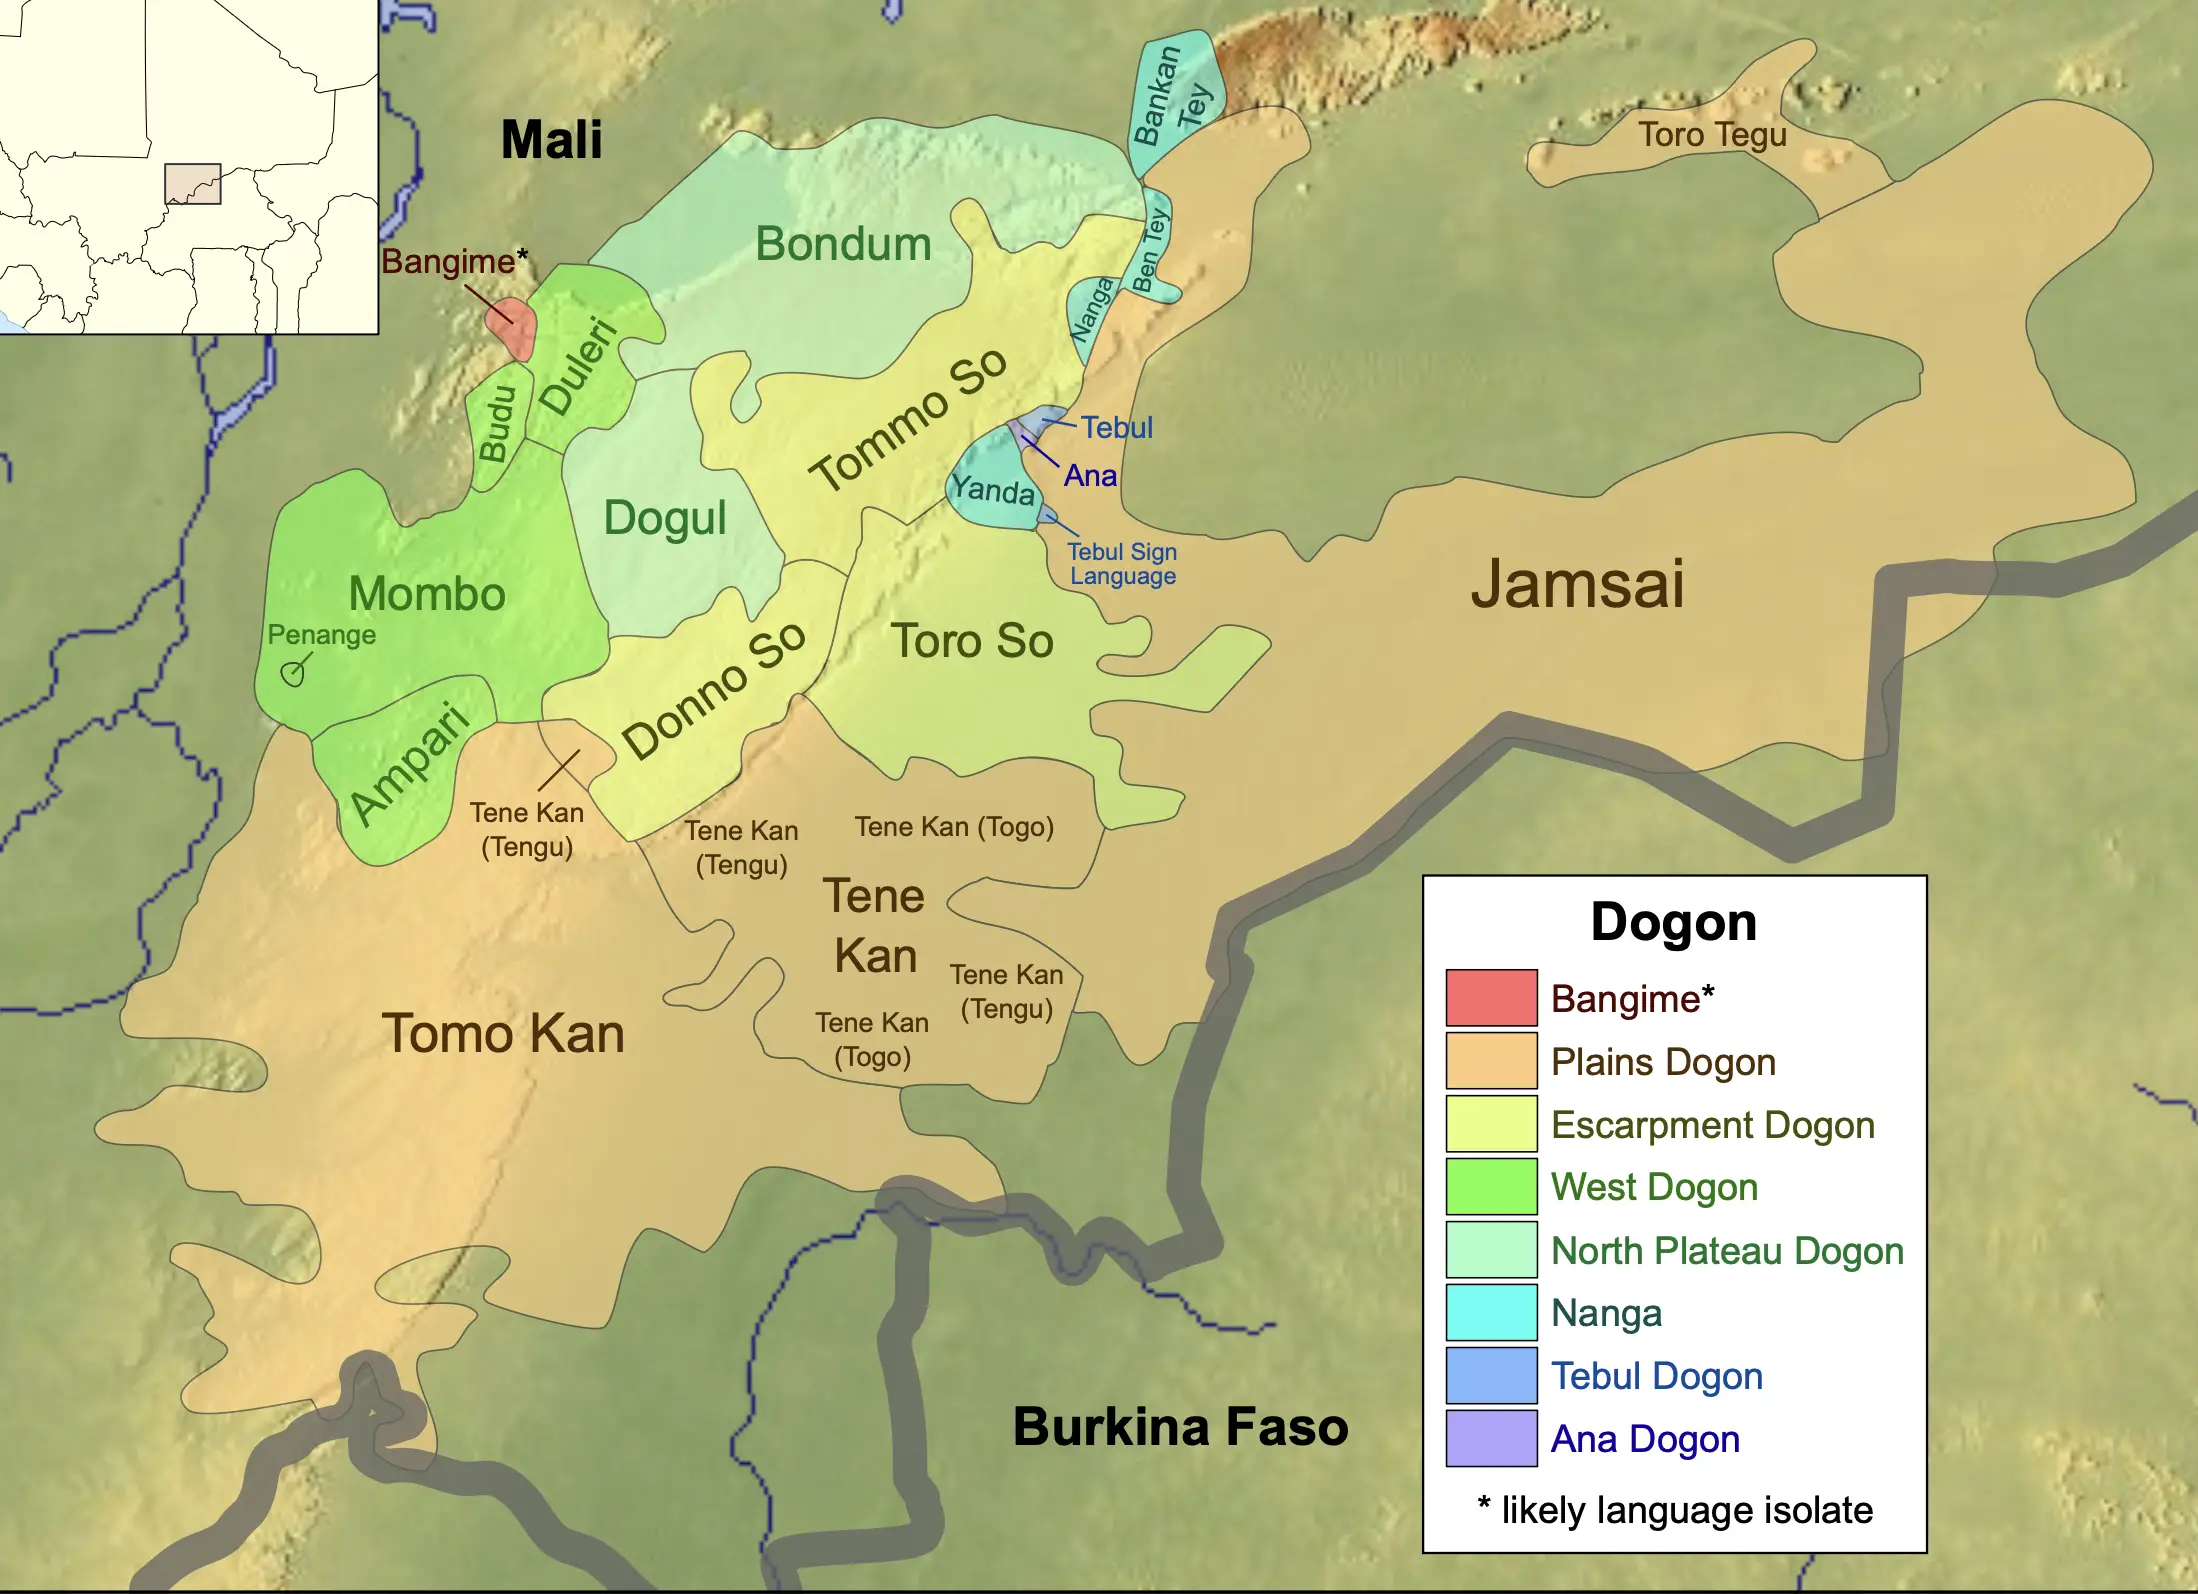 Mali
Bankan
Tey
Toro Tegu
Bondum
Ben Tey
Bangime*
Nanga
Duleri
Budu
Tommo So
Tebul
Ana
Yanda
Dogul
Tebul Sign
Language
Jamsai
Mombo
Penange
Toro So
Donno So
Ampari
Tene Kan
(Tengu)
Tene Kan
(Tengu)
Tene Kan (Togo)
Tene
Kan
Tene Kan
(Tengu)
Tene Kan
(Togo)
Tomo Kan
Burkina Faso
Dogon
Bangime*
Plains Dogon
Escarpment Dogon
West Dogon
North Plateau Dogon
Nanga
Tebul Dogon
Ana Dogon
* likely language isolate